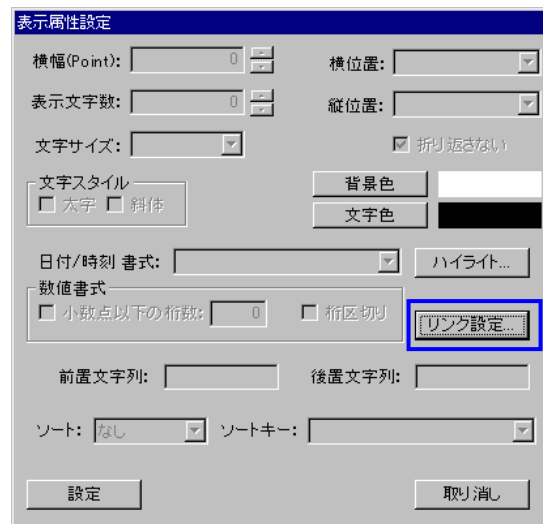 表示属性設定
横幅(Point): 0 横位置:
表示文字数: 0 縦位置:
文字サイズ: 折り返さない
文字スタイル 背景色
太字 斜体
文字色
日付/時刻 書式: ハイライト...
数値書式
小数点以下の桁数: 0 桁区切り リンク設定...
前置文字列: 後置文字列:
ソート: なし ソートキー:
設定 取り消し